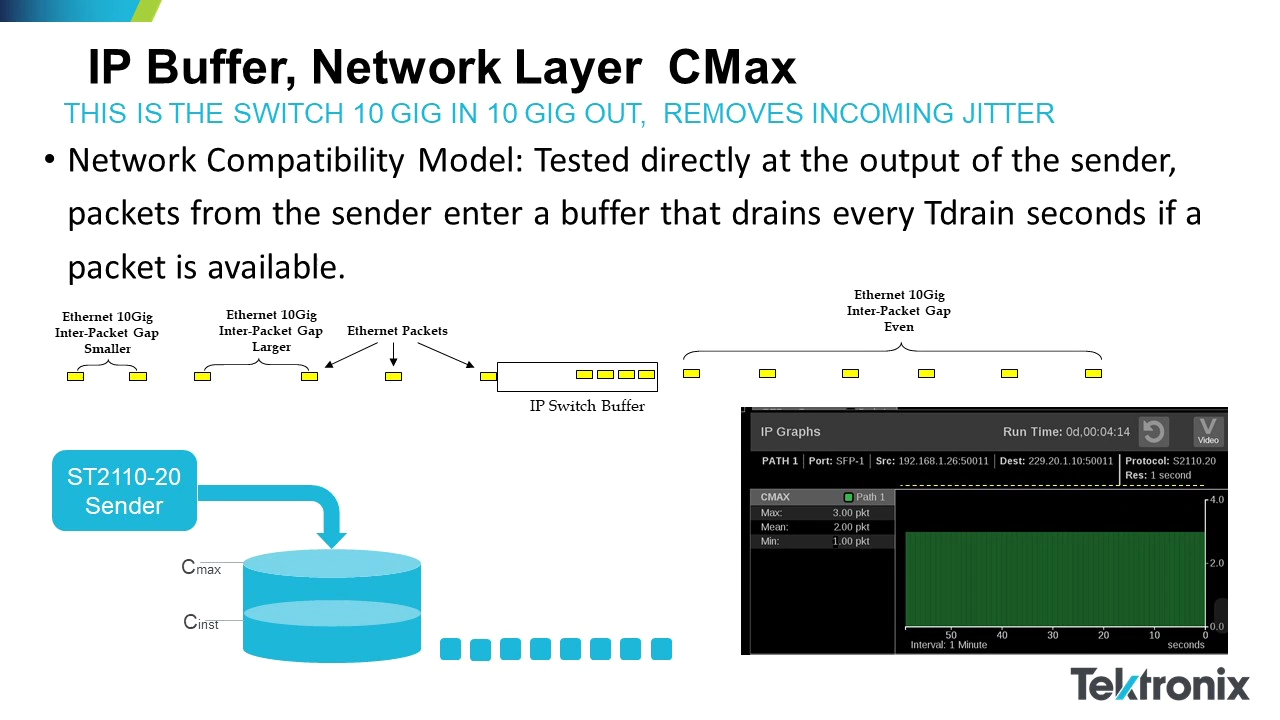 IP Buffer, Network Layer CMax
THIS IS THE SWITCH 10 GIG IN 10 GIG OUT, REMOVES INCOMING JITTER
• Network Compatibility Model: Tested directly at the output of the sender,
packets from the sender enter a buffer that drains every Tdrain seconds if a
packet is available.
Ethernet 10Gig
Inter-Packet Gap
Smaller
Ethernet 10Gig
Inter-Packet Gap
Larger
Ethernet Packets
Ethernet 10Gig
Inter-Packet Gap
Even
IP Switch Buffer
ST2110-20
Sender
Cmax
Cinst
IP Graphs
Run Time: 0d,00:04:14
V
Video
PATH 1 | Port: SFP-1 | Src: 192.168.1.26:50011 | Dest: 229.20.1.10:50011
Protocol: S2110.20
Res: 1 second
CMAX Path 1
Max: 3.00 pkt
Mean: 2.00 pkt
Min: 1.00 pkt
4.0
2.0
0.0
50 40 30 20 10 0
Interval: 1 Minute seconds
Tektronix